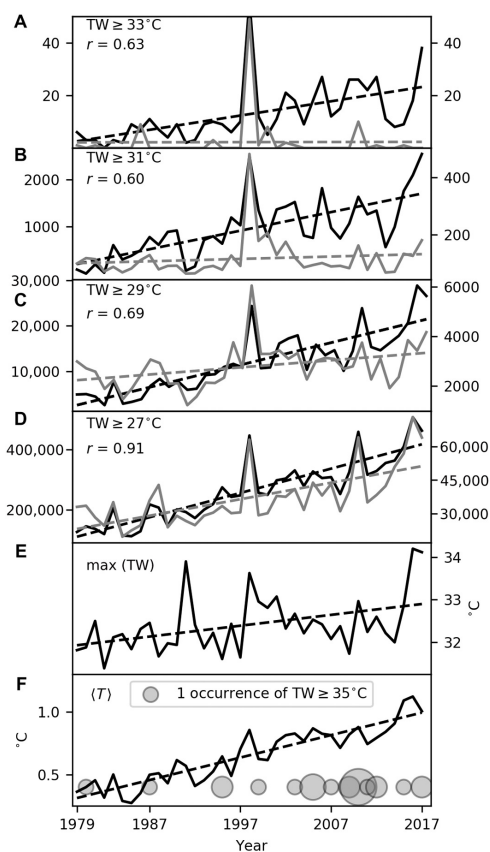 A
TW ≥ 33°C
r = 0.63
40
20
40
20
B
TW ≥ 31°C
r = 0.60
2000
1000
400
200
C
TW ≥ 29°C
r = 0.69
30,000
20,000
10,000
6000
4000
2000
D
TW ≥ 27°C
r = 0.91
400,000
200,000
60,000
45,000
30,000
E
max (TW)
34
33
32
°C
F
⟨T⟩
1 occurrence of TW ≥ 35°C
1.0
0.5
°C
1979 1987 1997 2007 2017
Year